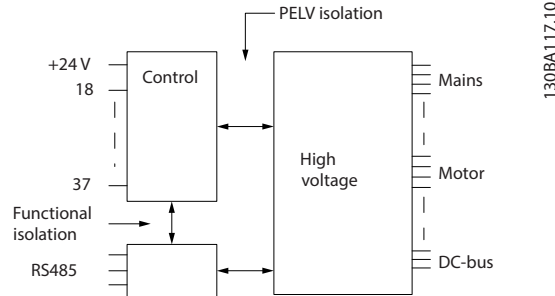 PELV isolation
130BA117.10
+24 V
Control
Mains
18
High
voltage
Motor
37
Functional
isolation
RS485
DC-bus